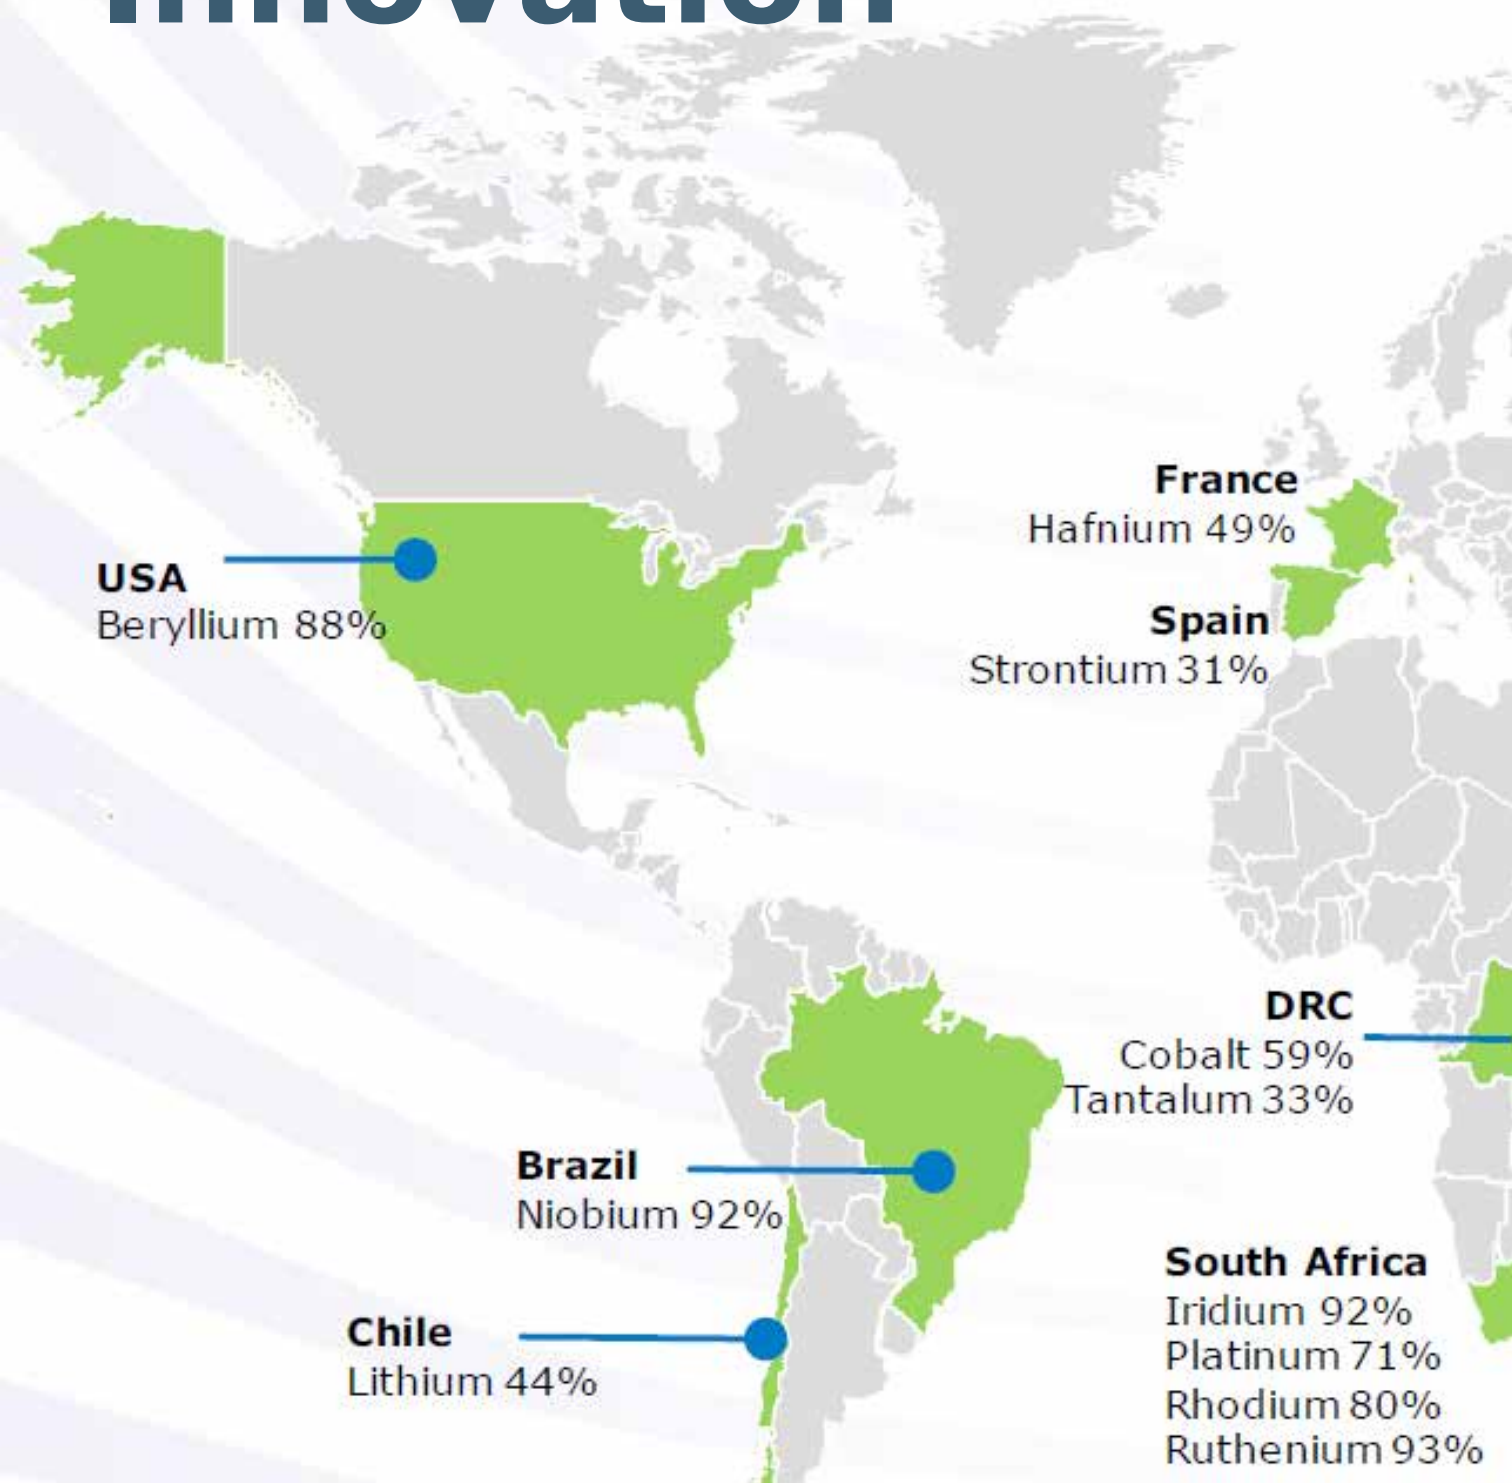 Innovation
USA
Beryllium 88%
France
Hafnium 49%
Spain
Strontium 31%
DRC
Cobalt 59%
Tantalum 33%
Brazil
Niobium 92%
Chile
Lithium 44%
South Africa
Iridium 92%
Platinum 71%
Rhodium 80%
Ruthenium 93%